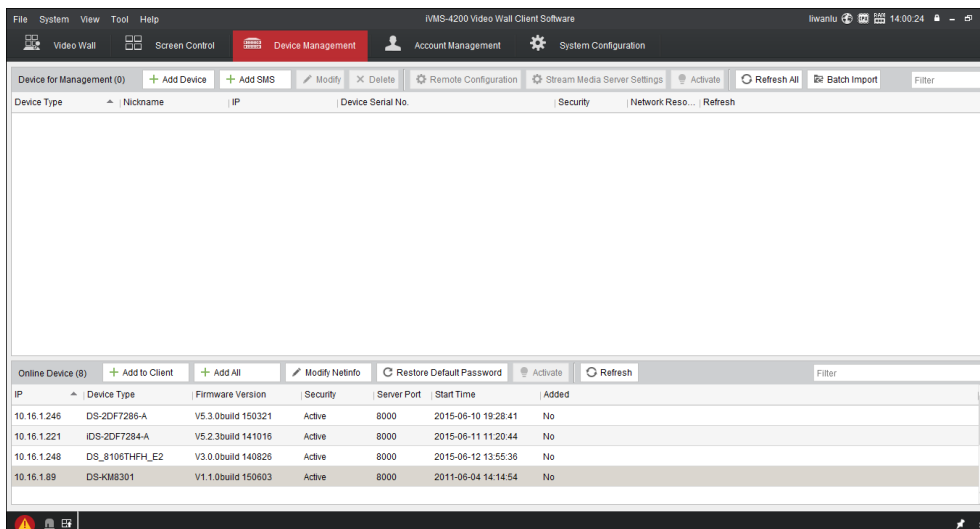 File System View Tool Help iVMS-4200 Video Wall Client Software liwanlu 14:00:24
Video Wall Screen Control Device Management Account Management System Configuration
Device for Management (0) Add Device Add SMS Modify Delete Remote Configuration Stream Media Server Settings Activate Refresh All Batch Import Filter
Device Type Nickname IP Device Serial No. Security Network Reso... Refresh
Online Device (8) Add to Client Add All Modify Netinfo Restore Default Password Activate Refresh Filter
IP Device Type Firmware Version Security Server Port Start Time Added
10.16.1.246 DS-2DF7286-A V5.3.0build 150321 Active 8000 2015-06-10 19:28:41 No
10.16.1.221 iDS-2DF7284-A V5.2.3build 141016 Active 8000 2015-06-11 11:20:44 No
10.16.1.248 DS_8106THFH_E2 V3.0.0build 140826 Active 8000 2015-06-12 13:55:36 No
10.16.1.89 DS-KM8301 V1.1.0build 150603 Active 8000 2011-06-04 14:14:54 No